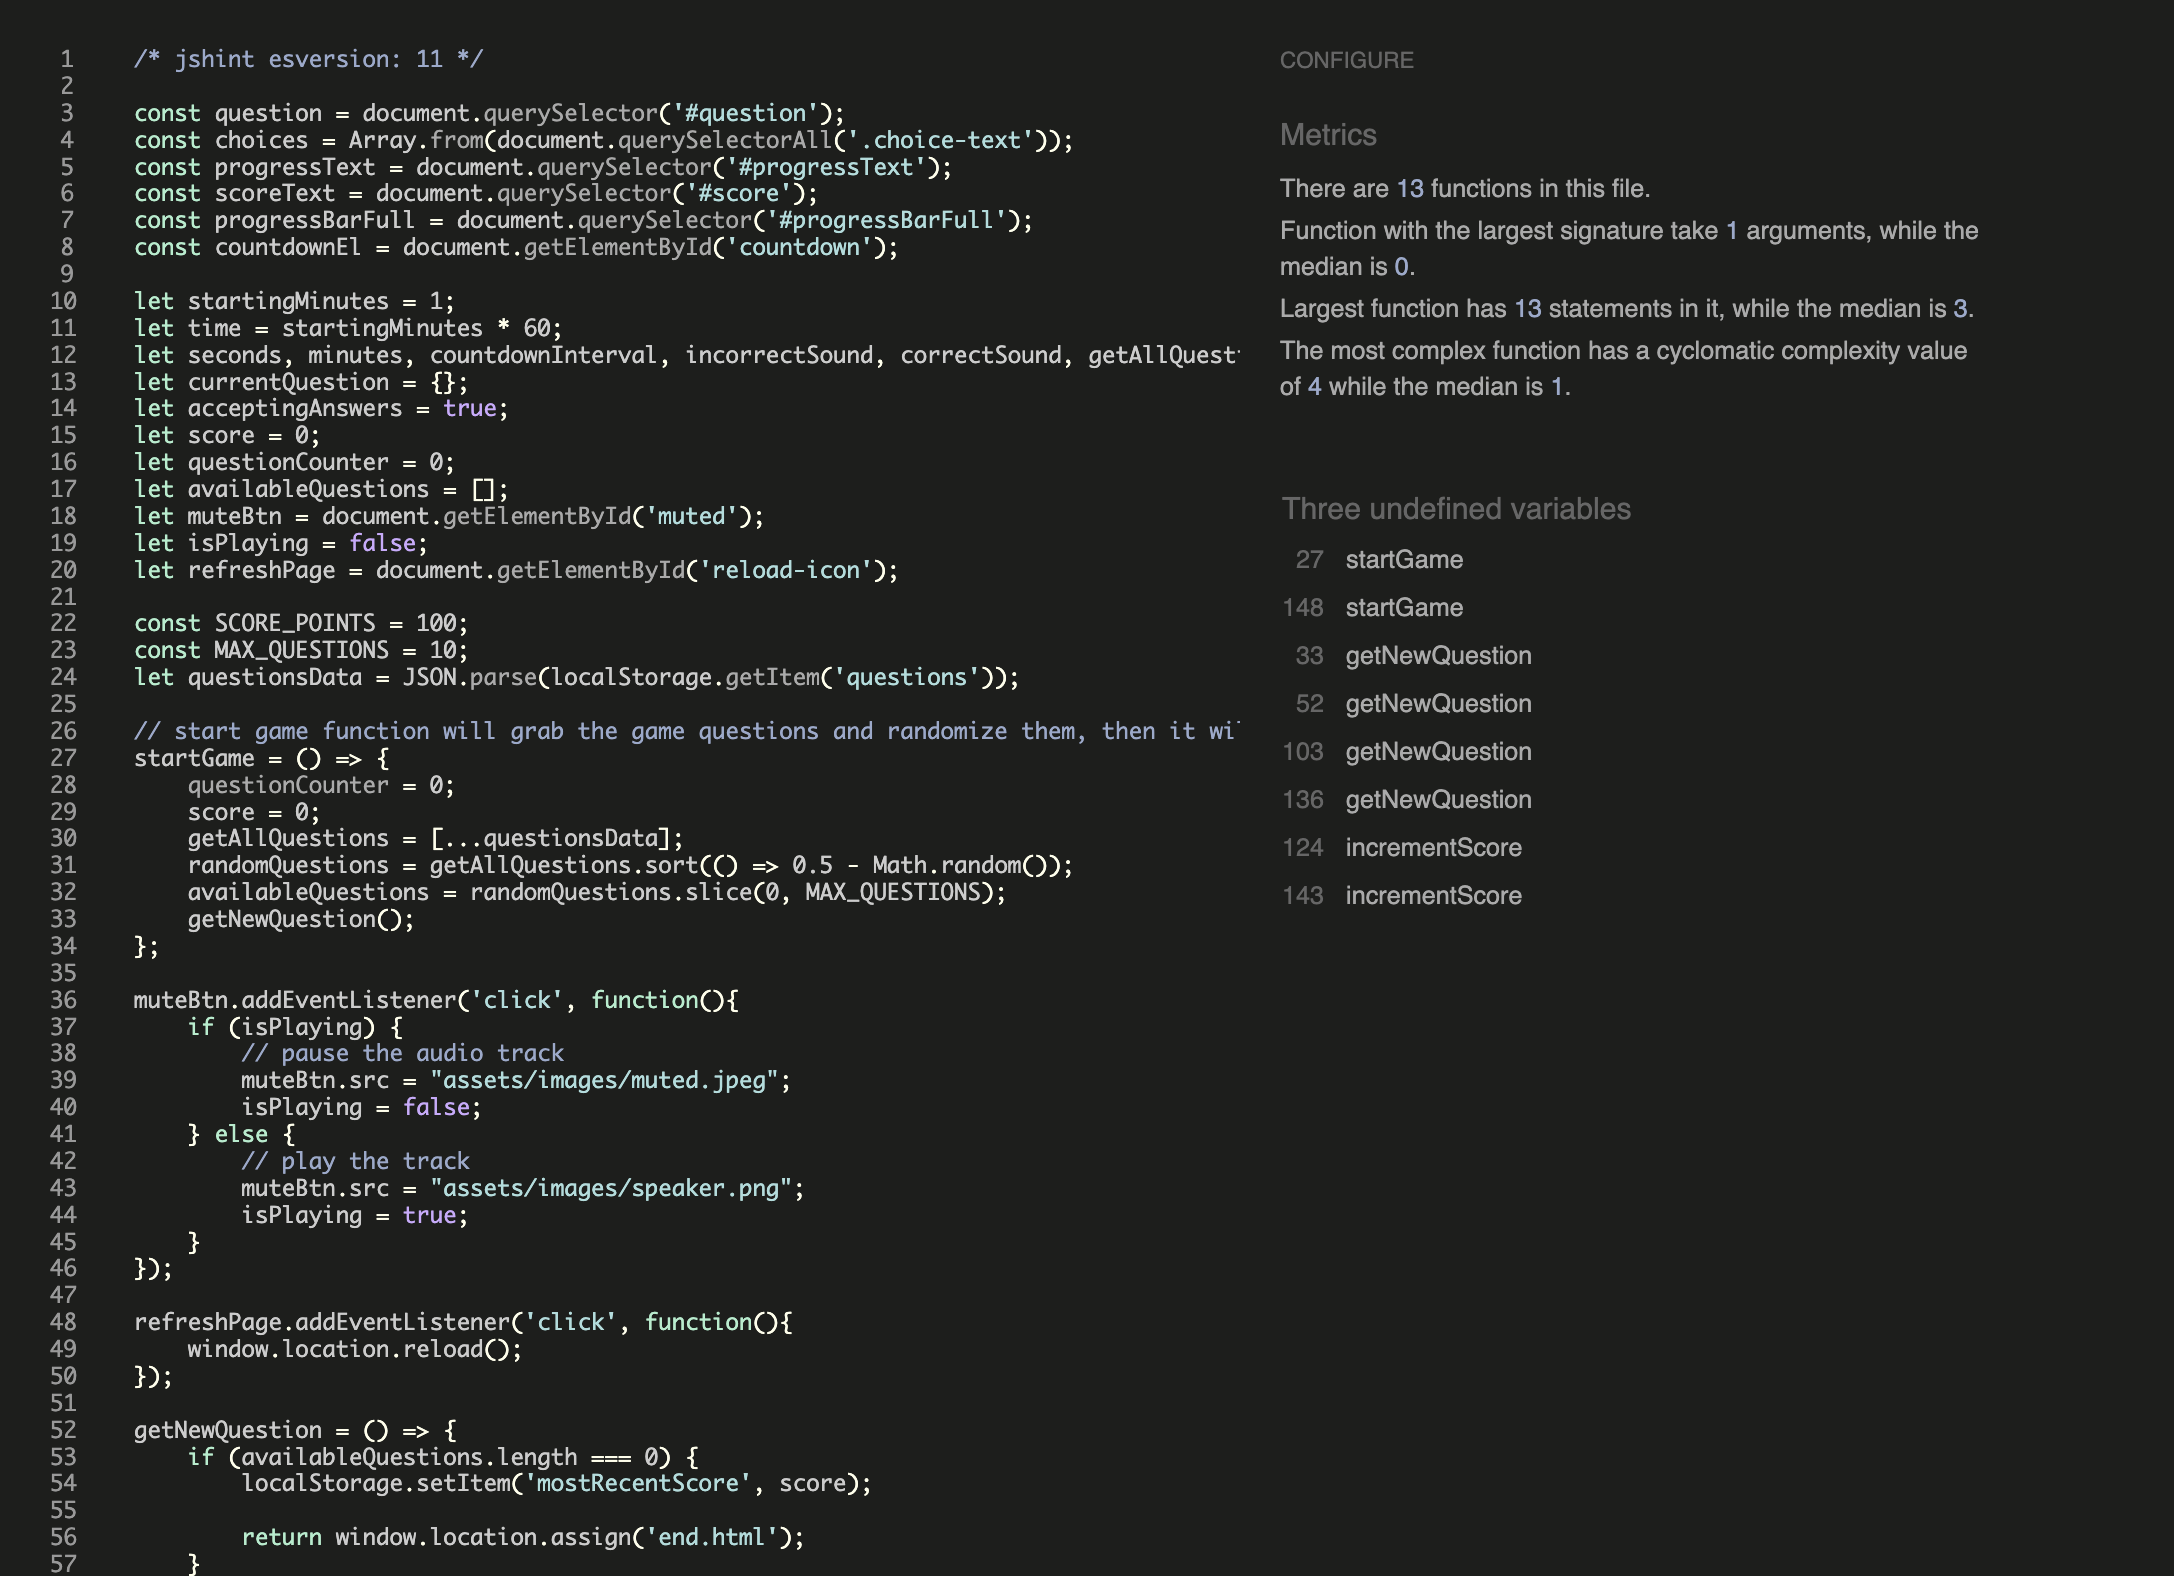 1 /* jshint esversion: 11 */
2
3 const question = document.querySelector('#question');
4 const choices = Array.from(document.querySelectorAll('.choice-text'));
5 const progressText = document.querySelector('#progressText');
6 const scoreText = document.querySelector('#score');
7 const progressBarFull = document.querySelector('#progressBarFull');
8 const countdownEl = document.getElementById('countdown');
9
10 let startingMinutes = 1;
11 let time = startingMinutes * 60;
12 let seconds, minutes, countdownInterval, incorrectSound, correctSound, getAllQuest
13 let currentQuestion = {};
14 let acceptingAnswers = true;
15 let score = 0;
16 let questionCounter = 0;
17 let availableQuestions = [];
18 let muteBtn = document.getElementById('muted');
19 let isPlaying = false;
20 let refreshPage = document.getElementById('reload-icon');
21
22 const SCORE_POINTS = 100;
23 const MAX_QUESTIONS = 10;
24 let questionsData = JSON.parse(localStorage.getItem('questions'));
25
26 // start game function will grab the game questions and randomize them, then it wi
27 startGame = () => {
28     questionCounter = 0;
29     score = 0;
30     getAllQuestions = [...questionsData];
31     randomQuestions = getAllQuestions.sort(() => 0.5 - Math.random());
32     availableQuestions = randomQuestions.slice(0, MAX_QUESTIONS);
33     getNewQuestion();
34 };
35
36 muteBtn.addEventListener('click', function(){
37     if (isPlaying) {
38         // pause the audio track
39         muteBtn.src = "assets/images/muted.jpeg";
40         isPlaying = false;
41     } else {
42         // play the track
43         muteBtn.src = "assets/images/speaker.png";
44         isPlaying = true;
45     }
46 });
47
48 refreshPage.addEventListener('click', function(){
49     window.location.reload();
50 });
51
52 getNewQuestion = () => {
53     if (availableQuestions.length === 0) {
54         localStorage.setItem('mostRecentScore', score);
55
56         return window.location.assign('end.html');
57     }
CONFIGURE
Metrics
There are 13 functions in this file.
Function with the largest signature take 1 arguments, while the
median is 0.
Largest function has 13 statements in it, while the median is 3.
The most complex function has a cyclomatic complexity value
of 4 while the median is 1.
Three undefined variables
27 startGame
148 startGame
33 getNewQuestion
52 getNewQuestion
103 getNewQuestion
136 getNewQuestion
124 incrementScore
143 incrementScore